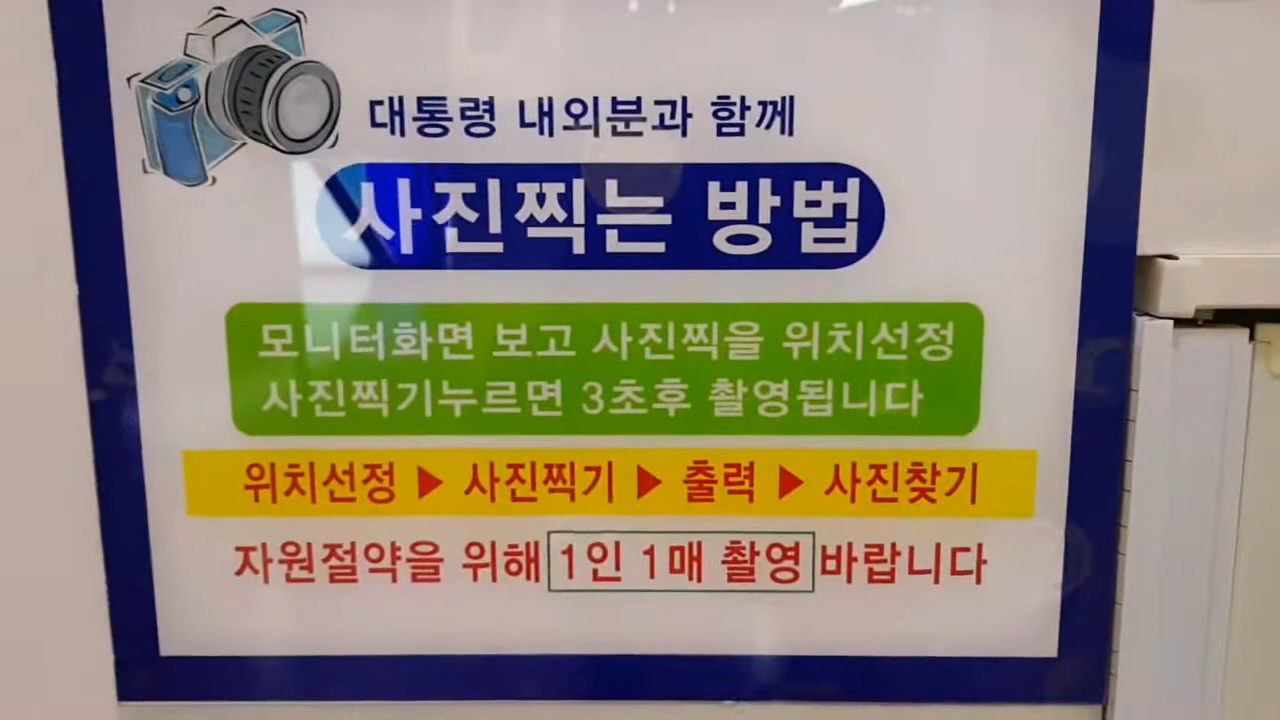 대통령 내외분과 함께
사진찍는 방법
모니터화면 보고 사진찍을 위치선정
사진찍기누르면 3초후 촬영됩니다
위치선정 ▶ 사진찍기 ▶ 출력 ▶ 사진찾기
자원절약을 위해 1인 1매 촬영 바랍니다